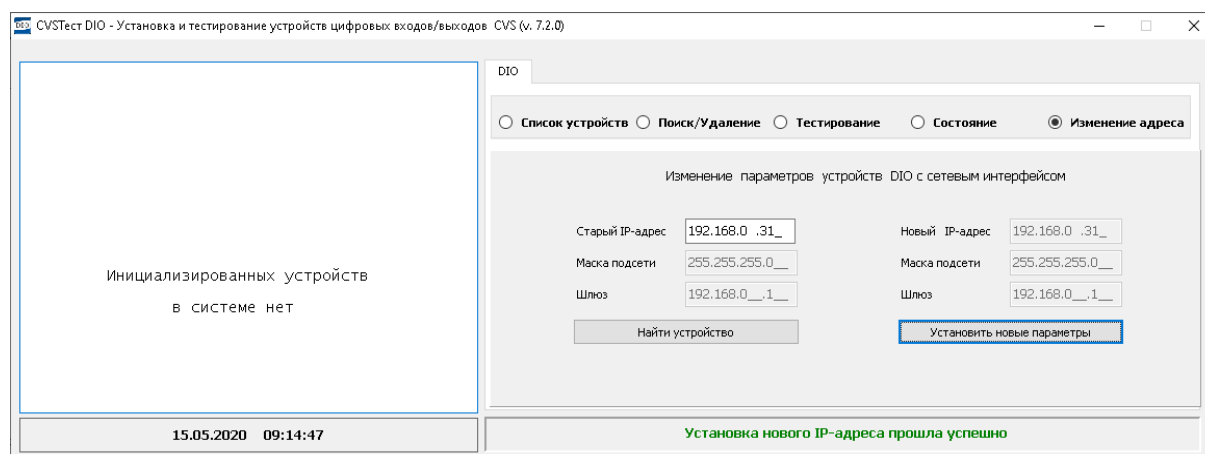 DIO CVSТест DIO - Установка и тестирование устройств цифровых входов/выходов CVS (v. 7.2.0)
DIO
Список устройств Поиск/Удаление Тестирование Состояние Изменение адреса
Изменение параметров устройств DIO с сетевым интерфейсом
Старый IP-адрес 192.168.0 .31_ Новый IP-адрес 192.168.0 .31_
Маска подсети 255.255.255.0__ Маска подсети 255.255.255.0__
Шлюз 192.168.0__.1__ Шлюз 192.168.0__.1__
Найти устройство Установить новые параметры
Инициализированных устройств
в системе нет
15.05.2020 09:14:47 Установка нового IP-адреса прошла успешно